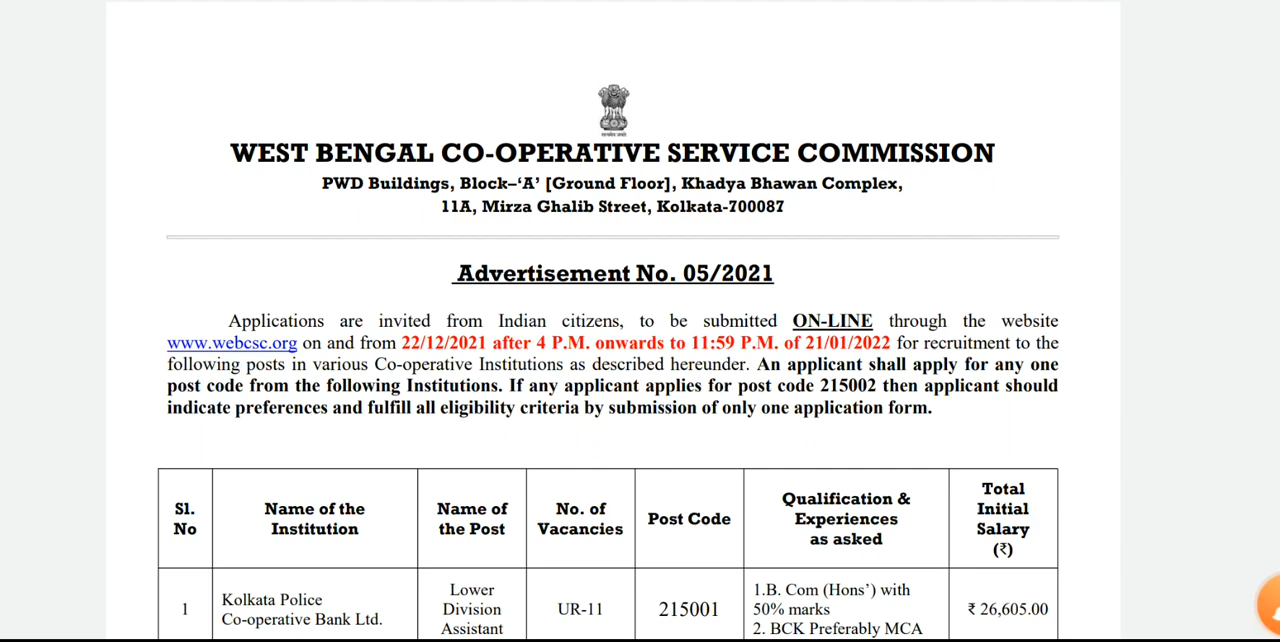 सत्यमेव जयते
WEST BENGAL CO-OPERATIVE SERVICE COMMISSION
PWD Buildings, Block–‘A’ [Ground Floor], Khadya Bhawan Complex,
11A, Mirza Ghalib Street, Kolkata-700087
Advertisement No. 05/2021
Applications are invited from Indian citizens, to be submitted ON-LINE through the website
www.webcsc.org on and from 22/12/2021 after 4 P.M. onwards to 11:59 P.M. of 21/01/2022 for recruitment to the
following posts in various Co-operative Institutions as described hereunder. An applicant shall apply for any one
post code from the following Institutions. If any applicant applies for post code 215002 then applicant should
indicate preferences and fulfill all eligibility criteria by submission of only one application form.
Sl.
No
Name of the
Institution
Name of
the Post
No. of
Vacancies
Post Code
Qualification &
Experiences
as asked
Total
Initial
Salary
(₹)
1
Kolkata Police
Co-operative Bank Ltd.
Lower
Division
Assistant
UR-11
215001
1.B. Com (Hons’) with
50% marks
2. BCK Preferably MCA
₹ 26,605.00